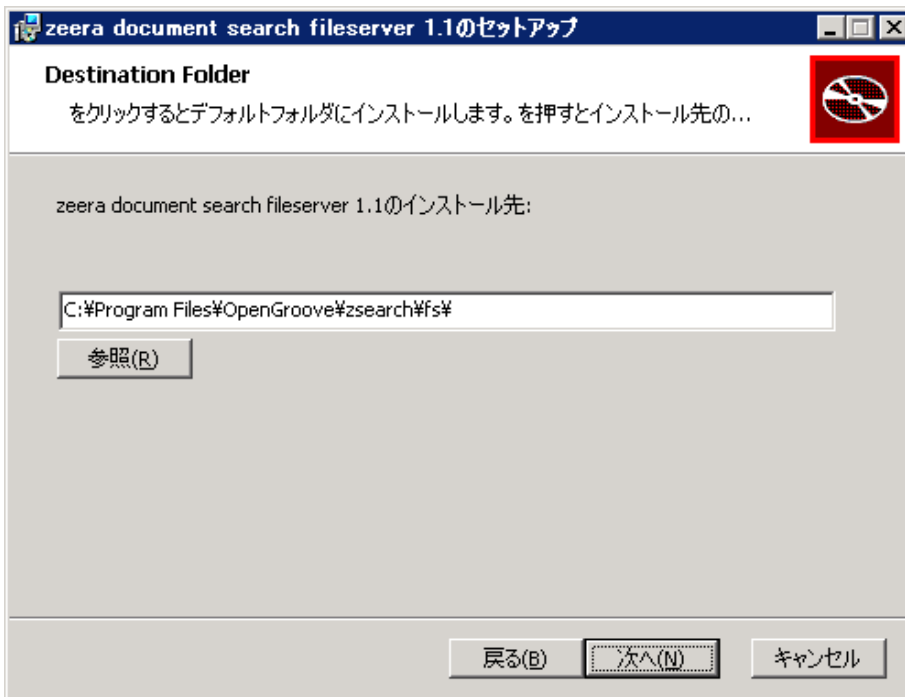 zeera document search fileserver 1.1のセットアップ
Destination Folder
をクリックするとデフォルトフォルダにインストールします。を押すとインストール先の...
zeera document search fileserver 1.1のインストール先:
C:¥Program Files¥OpenGroove¥zsearch¥fs¥
参照(R)
戻る(B) 次へ(N) キャンセル